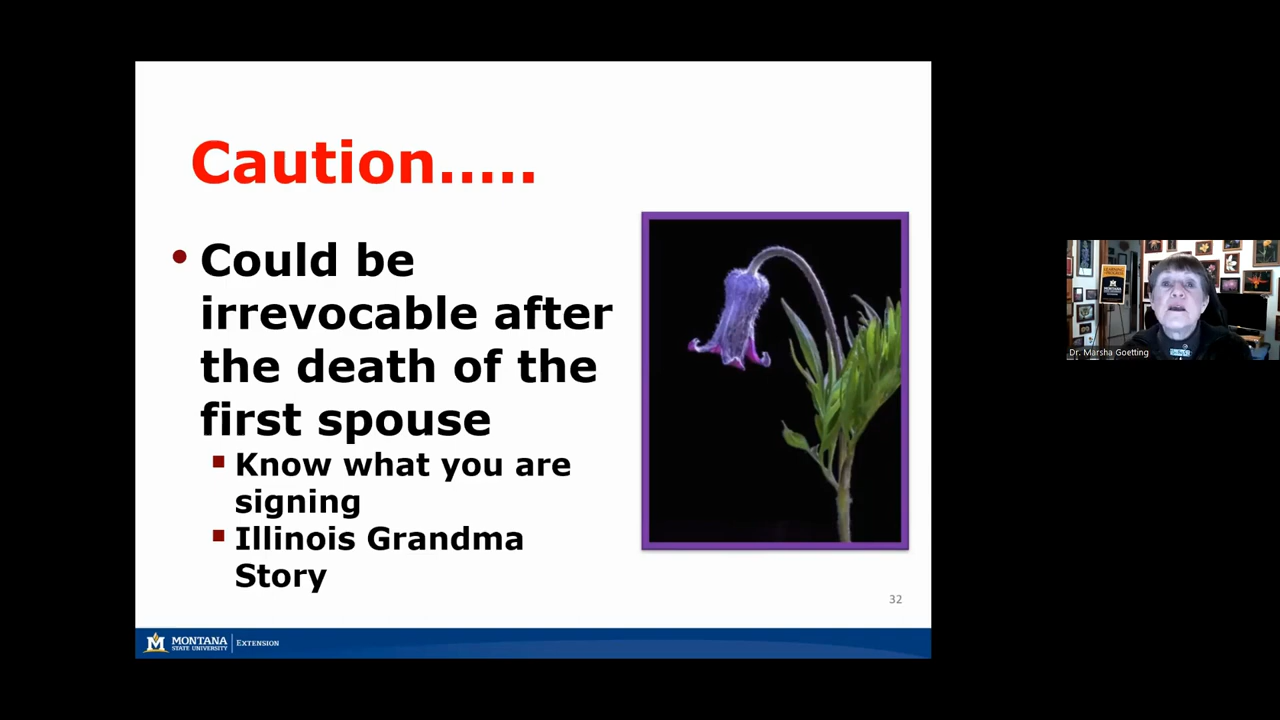 Caution.....
• Could be
irrevocable after
the death of the
first spouse
▪ Know what you are
signing
▪ Illinois Grandma
Story
32
M MONTANA
STATE UNIVERSITY
EXTENSION
Dr. Marsha Goetting
MONTANA